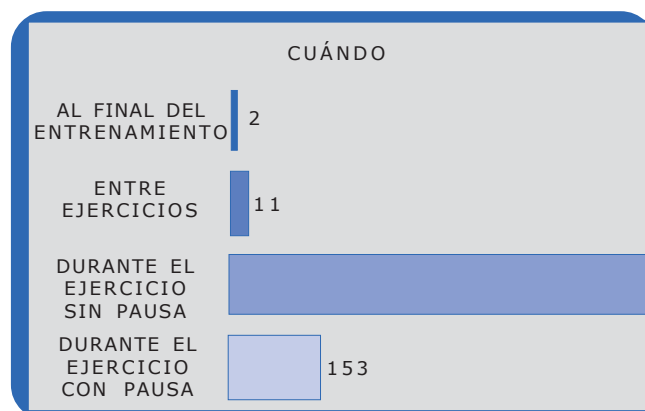 CUÁNDO
AL FINAL DEL
ENTRENAMIENTO
2
ENTRE
EJERCICIOS
11
DURANTE EL
EJERCICIO
SIN PAUSA
DURANTE EL
EJERCICIO
CON PAUSA
153